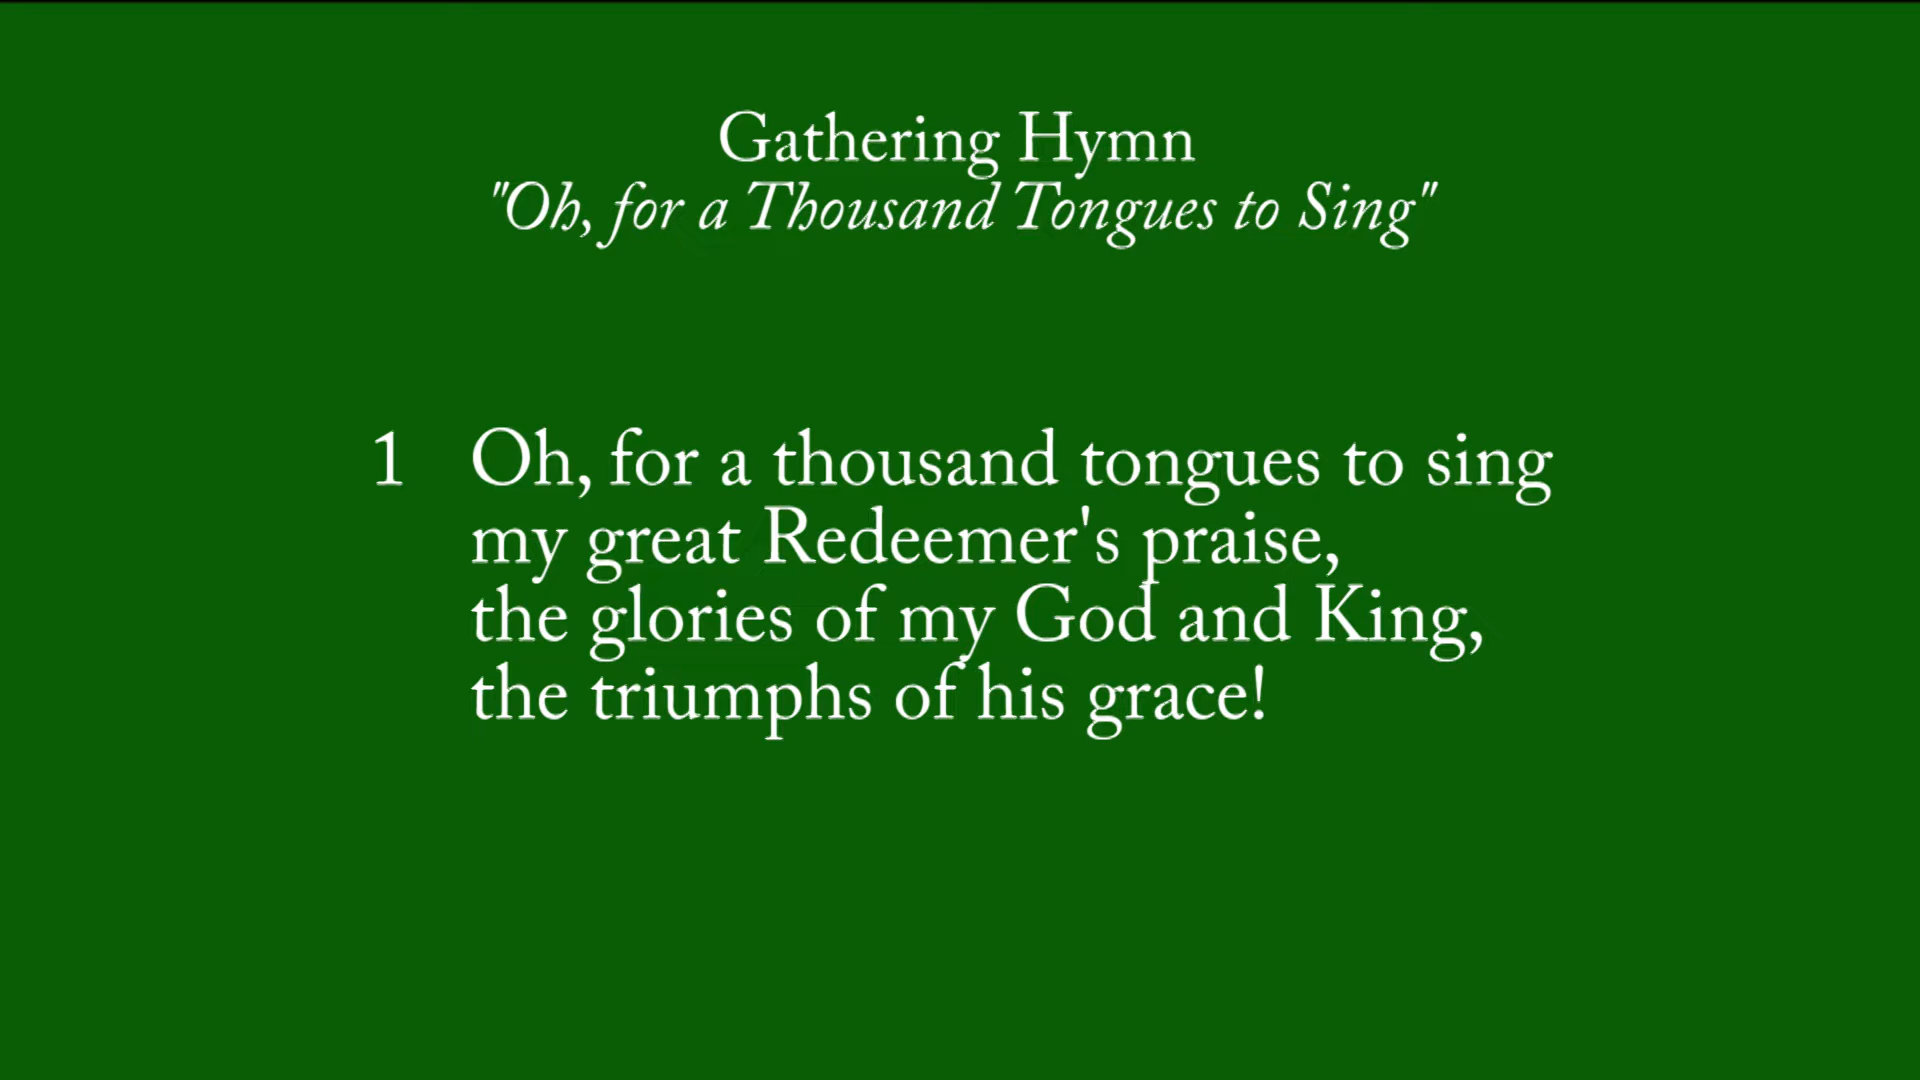 Gathering Hymn
"Oh, for a Thousand Tongues to Sing"
1 Oh, for a thousand tongues to sing
my great Redeemer's praise,
the glories of my God and King,
the triumphs of his grace!